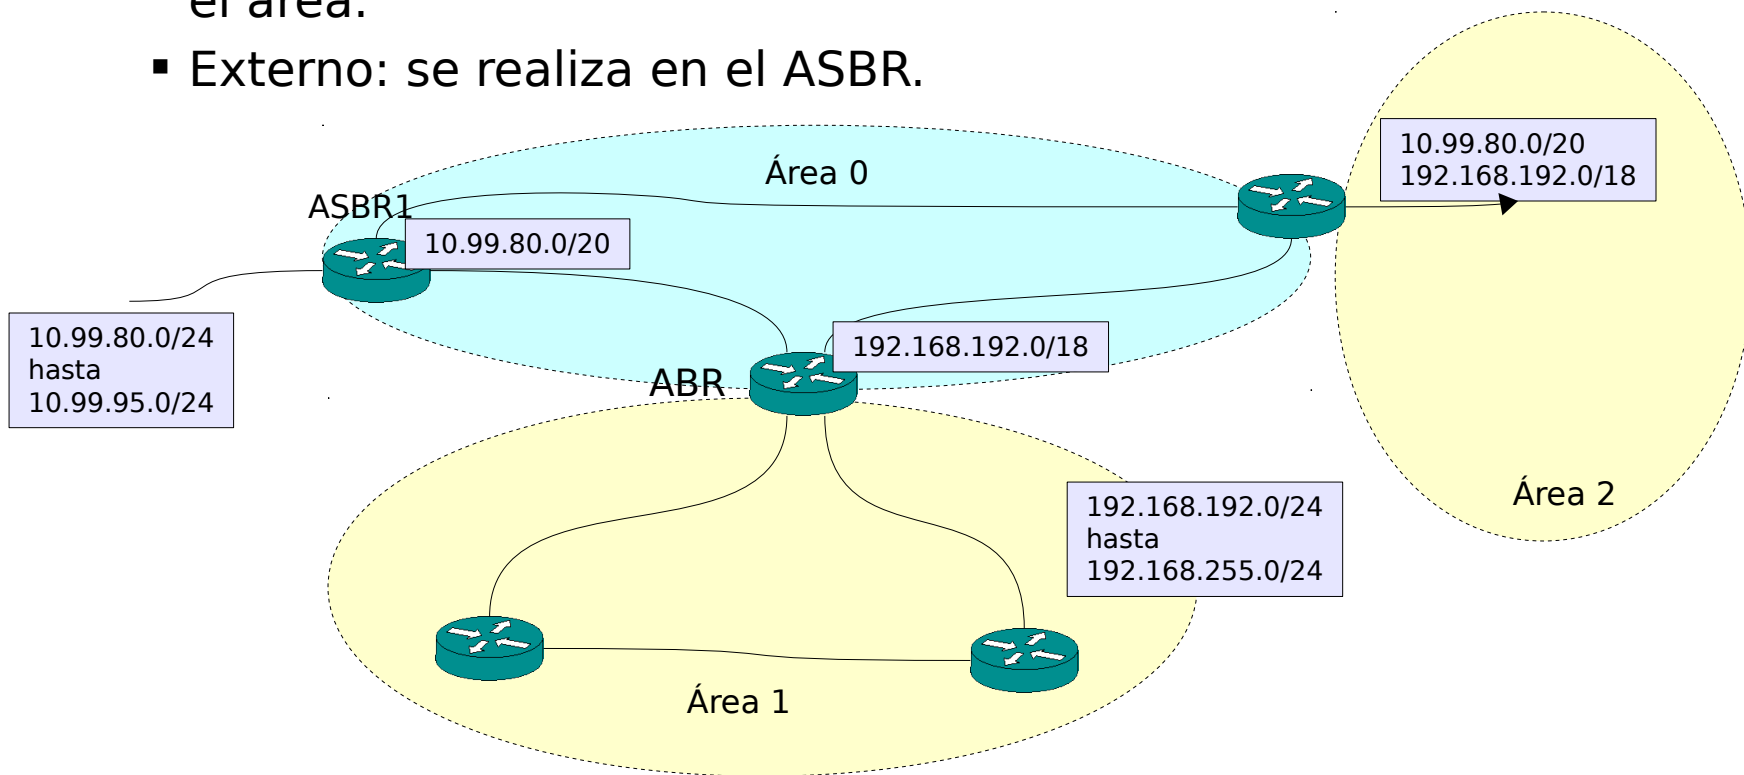 el área.
▪ Externo: se realiza en el ASBR.
Área 0
10.99.80.0/20
192.168.192.0/18
ASBR1
10.99.80.0/20
10.99.80.0/24
hasta
10.99.95.0/24
192.168.192.0/18
ABR
192.168.192.0/24
hasta
192.168.255.0/24
Área 2
Área 1